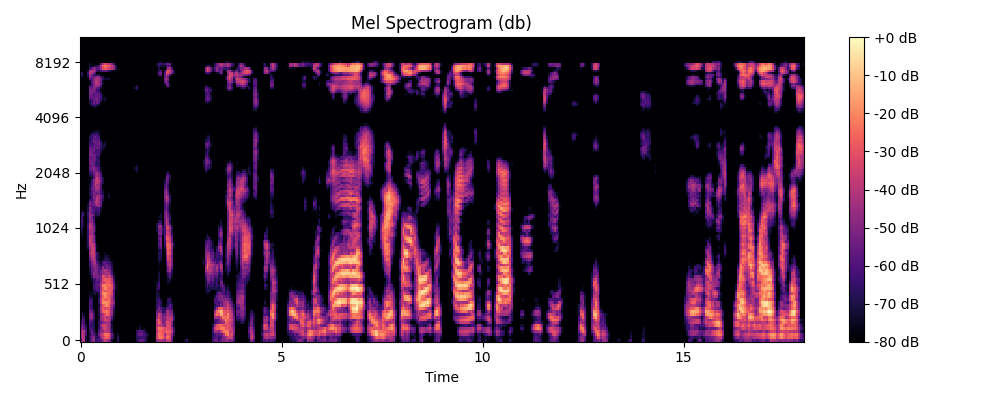 Mel Spectrogram (db)
8192
4096
2048
1024
512
0
Hz
0 5 10 15
Time
+0 dB
-10 dB
-20 dB
-30 dB
-40 dB
-50 dB
-60 dB
-70 dB
-80 dB